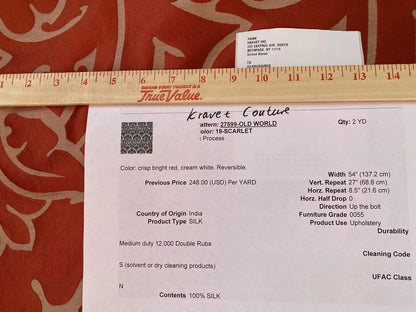 FROM
KRAVET INC.
225 CENTRAL AVE. SOUTH
BETHPAGE, NY 11714
United States
TO
1 2 3 4 5 6 7 8 9 10 11 12 13 14
BEHIND EVERY PROJECT IS A
True Value.
Kravet Couture
Pattern: 27599-OLD WORLD
Color: 19-SCARLET
Process
Qty: 2 YD
Color: crisp bright red, cream white. Reversible.
Previous Price 248.00 (USD) Per YARD
Width 54" (137.2 cm)
Vert. Repeat 27" (68.6 cm)
Horz. Repeat 8.5" (21.6 cm)
Horz. Half Drop 0
Direction Up the bolt
Furniture Grade 0055
Product Use Upholstery
Country of Origin India
Product Type SILK
Durability
Medium duty 12,000 Double Rubs
Cleaning Code
S (solvent or dry cleaning products)
UFAC Class
N
Contents 100% SILK